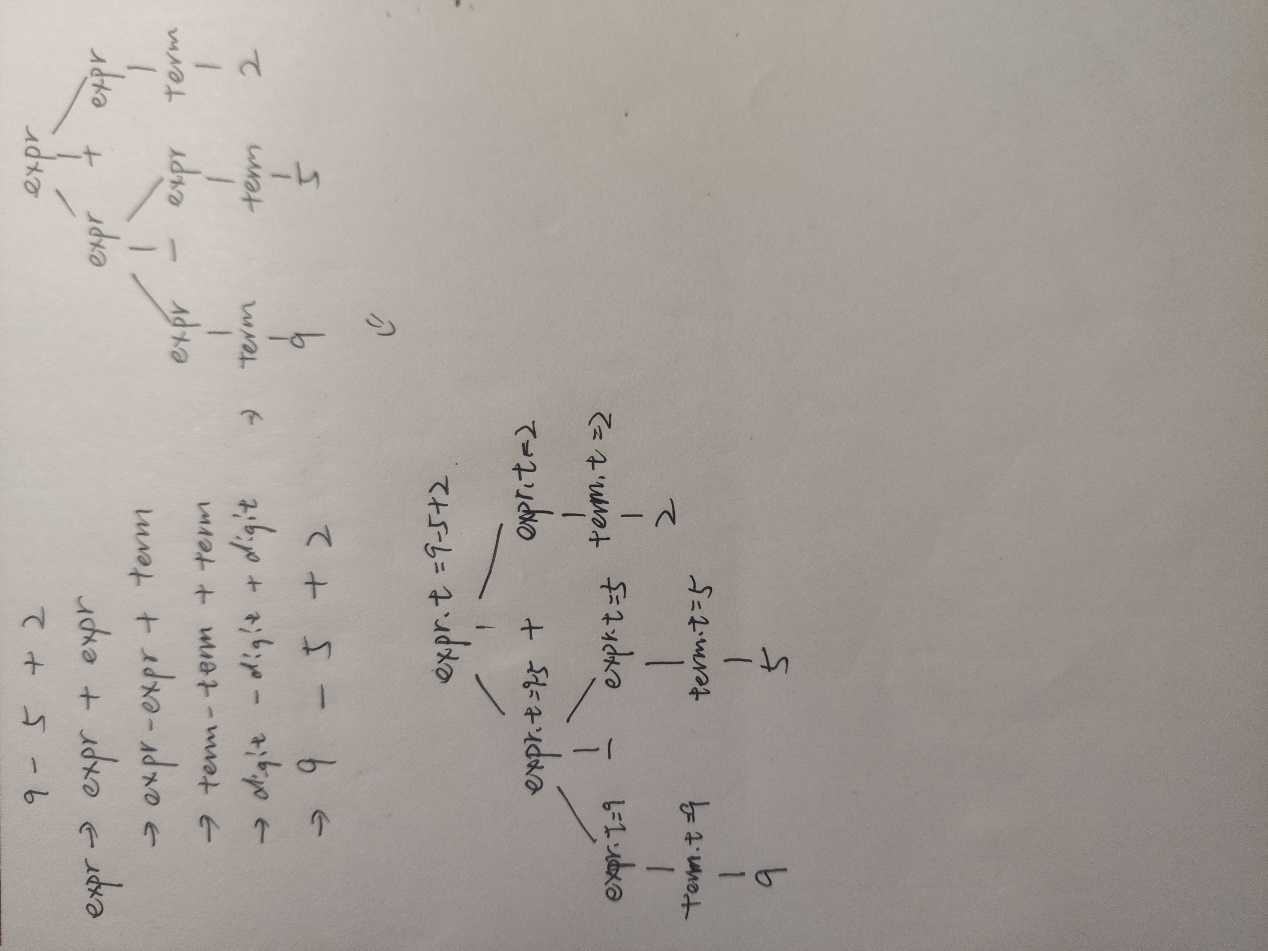 9 - 5 + 2
expr → expr + expr
→ expr - expr + term
→ term - term + term
→ digit - digit + digit →
→ 9 - 5 + 2
expr
expr + expr
expr - expr term
term term 2
9 5
expr.t = 9-5+2
expr.t = 95 + expr.t = 2
expr.t = 9 - expr.t = 5 term.t = 2
term.t = 9 term.t = 5 2
9 5